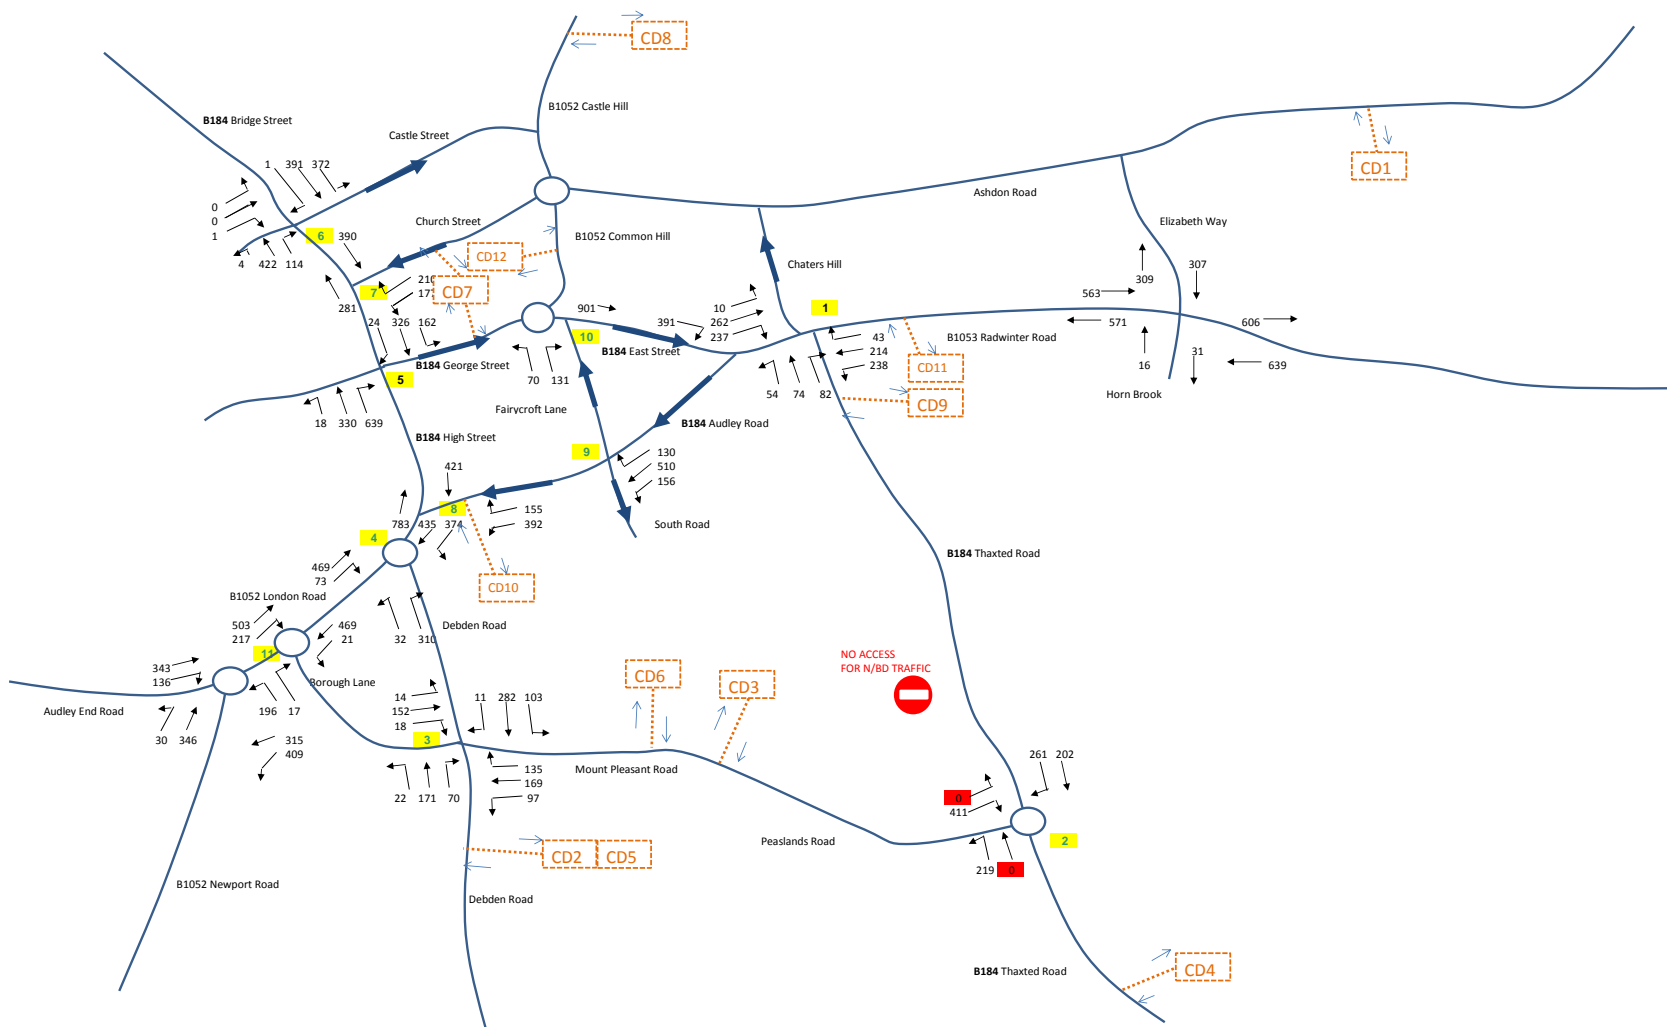 CD8
B1052 Castle Hill
B184 Bridge Street
Castle Street
1 391 372
CD1
0
0
1
Ashdon Road
Church Street
Elizabeth Way
6
390
4 422 114
B1052 Common Hill
CD12
Chaters Hill
307
309
7
210
17
CD7
281
563
10
262
237
1
901
391
24 326 162
571
606
10
B184 East Street
B1053 Radwinter Road
43
214
238
B184 George Street
5
70 131
54 74 82
CD11
16
31
639
Horn Brook
CD9
18 330 639
Fairycroft Lane
B184 Audley Road
B184 High Street
9
130
510
156
421
8
155
392
South Road
783 435 374
4
B184 Thaxted Road
469
73
CD10
B1052 London Road
503
217
469
21
32 310
Debden Road
11
NO ACCESS
FOR N/BD TRAFFIC
343
136
Borough Lane
CD6
CD3
14
152
18
11 282 103
Audley End Road
196 17
30 346
315
409
3
Mount Pleasant Road
135
169
97
22 171 70
261 202
0
411
Peaslands Road
2
219 0
CD2 CD5
B1052 Newport Road
Debden Road
B184 Thaxted Road
CD4